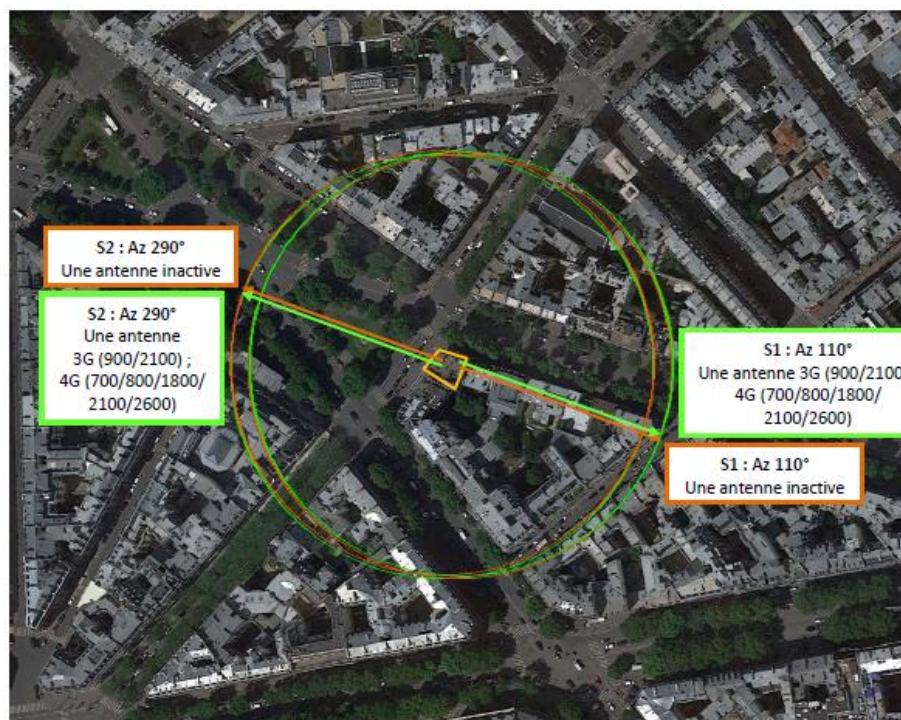 S2 : Az 290°
Une antenne inactive
S2 : Az 290°
Une antenne
3G (900/2100) ;
4G (700/800/1800/
2100/2600)
S1 : Az 110°
Une antenne 3G (900/2100
4G (700/800/1800/
2100/2600)
S1 : Az 110°
Une antenne inactive